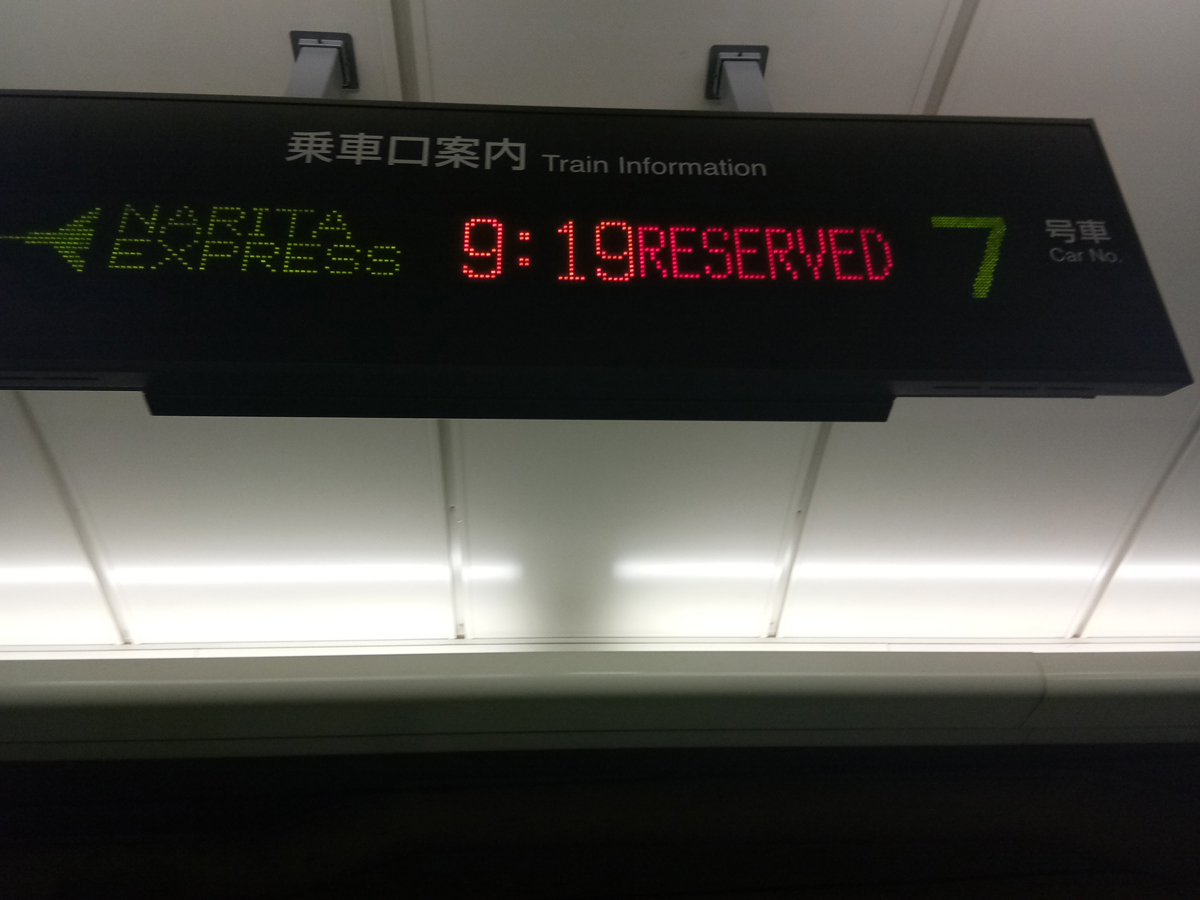 乗車口案内 Train Information
NARITA
EXPRESS
9:19RESERVED
7
号車
Car No.